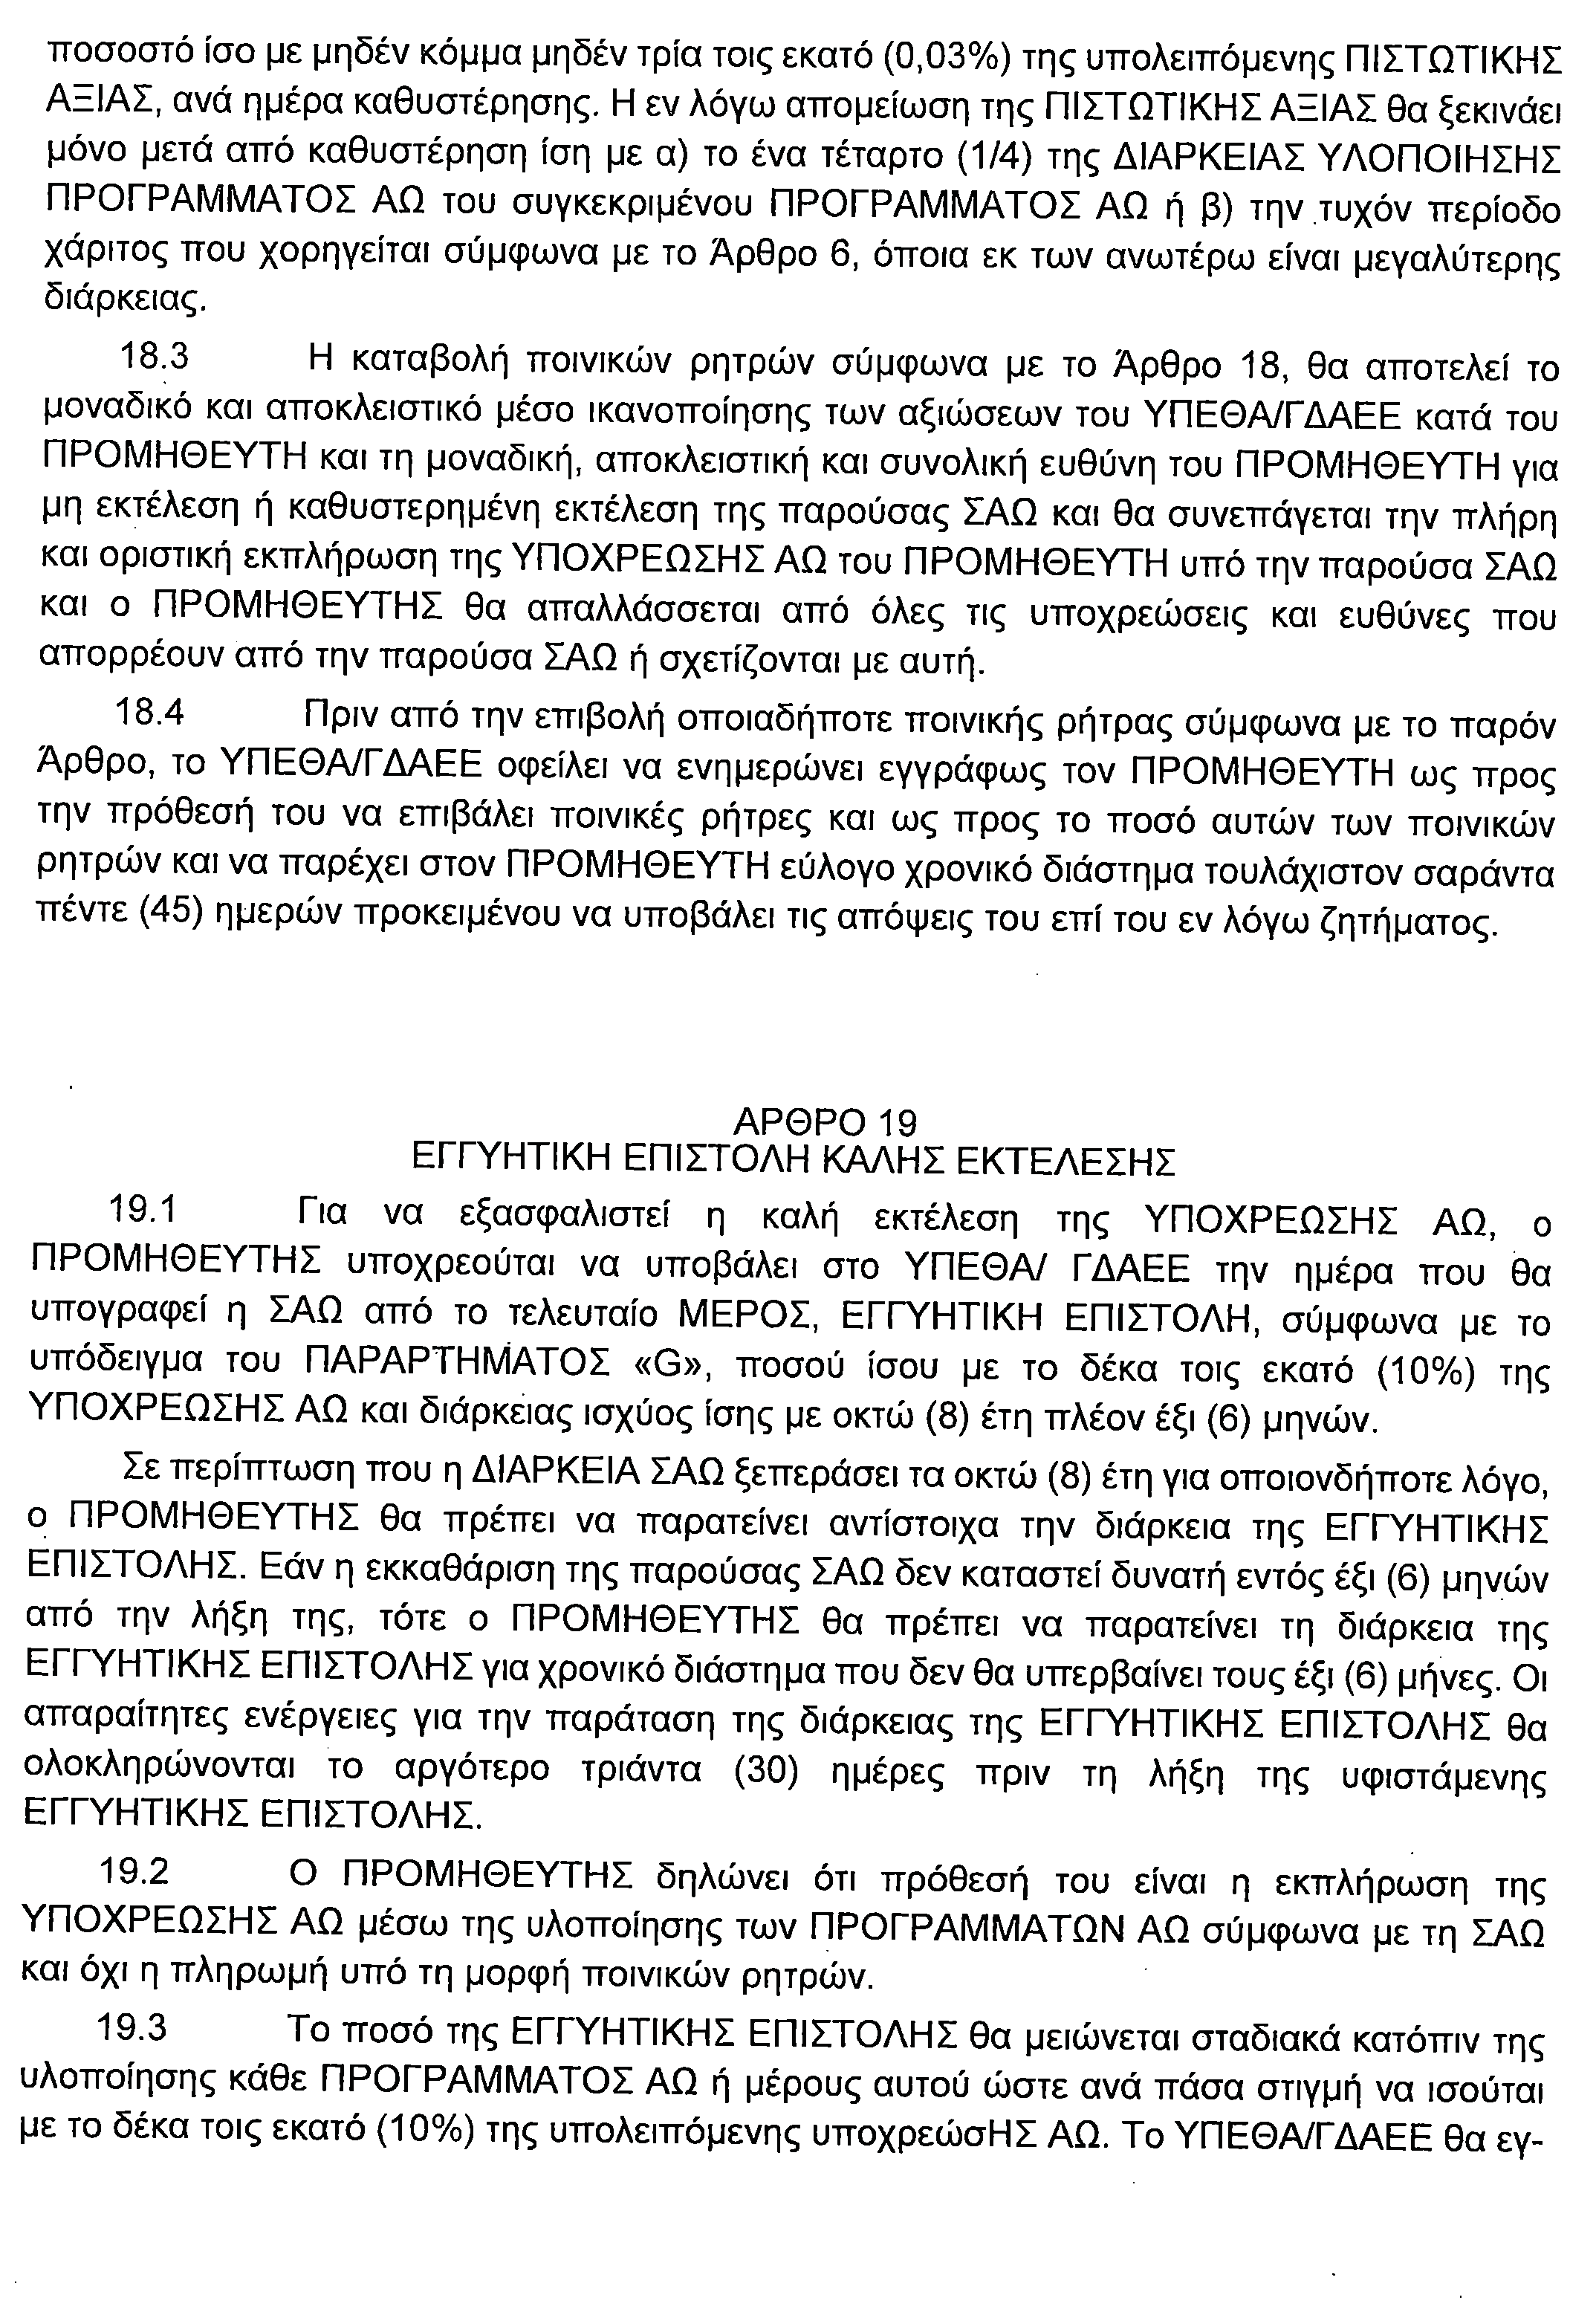 ποσοστό ίσο με μηδέν κόμμα μηδέν τρία τοις εκατό (0,03%) της υπολειπόμενης ΠΙΣΤΩΤΙΚΗΣ
ΑΞΙΑΣ, ανά ημέρα καθυστέρησης. Η εν λόγω απομείωση της ΠΙΣΤΩΤΙΚΗΣ ΑΞΙΑΣ θα ξεκινάει
μόνο μετά από καθυστέρηση ίση με α) το ένα τέταρτο (1/4) της ΔΙΑΡΚΕΙΑΣ ΥΛΟΠΟΙΗΣΗΣ
ΠΡΟΓΡΑΜΜΑΤΟΣ ΑΩ του συγκεκριμένου ΠΡΟΓΡΑΜΜΑΤΟΣ ΑΩ ή β) την τυχόν περίοδο
χάριτος που χορηγείται σύμφωνα με το Άρθρο 6, όποια εκ των ανωτέρω είναι μεγαλύτερης
διάρκειας.
18.3 Η καταβολή ποινικών ρητρών σύμφωνα με το Άρθρο 18, θα αποτελεί το
μοναδικό και αποκλειστικό μέσο ικανοποίησης των αξιώσεων του ΥΠΕΘΑ/ΓΔΑΕΕ κατά του
ΠΡΟΜΗΘΕΥΤΗ και τη μοναδική, αποκλειστική και συνολική ευθύνη του ΠΡΟΜΗΘΕΥΤΗ για
μη εκτέλεση ή καθυστερημένη εκτέλεση της παρούσας ΣΑΩ και θα συνεπάγεται την πλήρη
και οριστική εκπλήρωση της ΥΠΟΧΡΕΩΣΗΣ ΑΩ του ΠΡΟΜΗΘΕΥΤΗ υπό την παρούσα ΣΑΩ
και ο ΠΡΟΜΗΘΕΥΤΗΣ θα απαλλάσσεται από όλες τις υποχρεώσεις και ευθύνες που
απορρέουν από την παρούσα ΣΑΩ ή σχετίζονται με αυτή.
18.4 Πριν από την επιβολή οποιαδήποτε ποινικής ρήτρας σύμφωνα με το παρόν
Άρθρο, το ΥΠΕΘΑ/ΓΔΑΕΕ οφείλει να ενημερώνει εγγράφως τον ΠΡΟΜΗΘΕΥΤΗ ως προς
την πρόθεσή του να επιβάλει ποινικές ρήτρες και ως προς το ποσό αυτών των ποινικών
ρητρών και να παρέχει στον ΠΡΟΜΗΘΕΥΤΗ εύλογο χρονικό διάστημα τουλάχιστον σαράντα
πέντε (45) ημερών προκειμένου να υποβάλει τις απόψεις του επί του εν λόγω ζητήματος.
ΑΡΘΡΟ 19
ΕΓΓΥΗΤΙΚΗ ΕΠΙΣΤΟΛΗ ΚΑΛΗΣ ΕΚΤΕΛΕΣΗΣ
19.1 Για να εξασφαλιστεί η καλή εκτέλεση της ΥΠΟΧΡΕΩΣΗΣ ΑΩ, ο
ΠΡΟΜΗΘΕΥΤΗΣ υποχρεούται να υποβάλει στο ΥΠΕΘΑ/ ΓΔΑΕΕ την ημέρα που θα
υπογραφεί η ΣΑΩ από το τελευταίο ΜΕΡΟΣ, ΕΓΓΥΗΤΙΚΗ ΕΠΙΣΤΟΛΗ, σύμφωνα με το
υπόδειγμα του ΠΑΡΑΡΤΗΜΑΤΟΣ «G», ποσού ίσου με το δέκα τοις εκατό (10%) της
ΥΠΟΧΡΕΩΣΗΣ ΑΩ και διάρκειας ισχύος ίσης με οκτώ (8) έτη πλέον έξι (6) μηνών.
Σε περίπτωση που η ΔΙΑΡΚΕΙΑ ΣΑΩ ξεπεράσει τα οκτώ (8) έτη για οποιονδήποτε λόγο,
ο ΠΡΟΜΗΘΕΥΤΗΣ θα πρέπει να παρατείνει αντίστοιχα την διάρκεια της ΕΓΓΥΗΤΙΚΗΣ
ΕΠΙΣΤΟΛΗΣ. Εάν η εκκαθάριση της παρούσας ΣΑΩ δεν καταστεί δυνατή εντός έξι (6) μηνών
από την λήξη της, τότε ο ΠΡΟΜΗΘΕΥΤΗΣ θα πρέπει να παρατείνει τη διάρκεια της
ΕΓΓΥΗΤΙΚΗΣ ΕΠΙΣΤΟΛΗΣ για χρονικό διάστημα που δεν θα υπερβαίνει τους έξι (6) μήνες. Οι
απαραίτητες ενέργειες για την παράταση της διάρκειας της ΕΓΓΥΗΤΙΚΗΣ ΕΠΙΣΤΟΛΗΣ θα
ολοκληρώνονται το αργότερο τριάντα (30) ημέρες πριν τη λήξη της υφιστάμενης
ΕΓΓΥΗΤΙΚΗΣ ΕΠΙΣΤΟΛΗΣ.
19.2 Ο ΠΡΟΜΗΘΕΥΤΗΣ δηλώνει ότι πρόθεσή του είναι η εκπλήρωση της
ΥΠΟΧΡΕΩΣΗΣ ΑΩ μέσω της υλοποίησης των ΠΡΟΓΡΑΜΜΑΤΩΝ ΑΩ σύμφωνα με τη ΣΑΩ
και όχι η πληρωμή υπό τη μορφή ποινικών ρητρών.
19.3 Το ποσό της ΕΓΓΥΗΤΙΚΗΣ ΕΠΙΣΤΟΛΗΣ θα μειώνεται σταδιακά κατόπιν της
υλοποίησης κάθε ΠΡΟΓΡΑΜΜΑΤΟΣ ΑΩ ή μέρους αυτού ώστε ανά πάσα στιγμή να ισούται
με το δέκα τοις εκατό (10%) της υπολειπόμενης υποχρεώσΗΣ ΑΩ. Το ΥΠΕΘΑ/ΓΔΑΕΕ θα εγ-